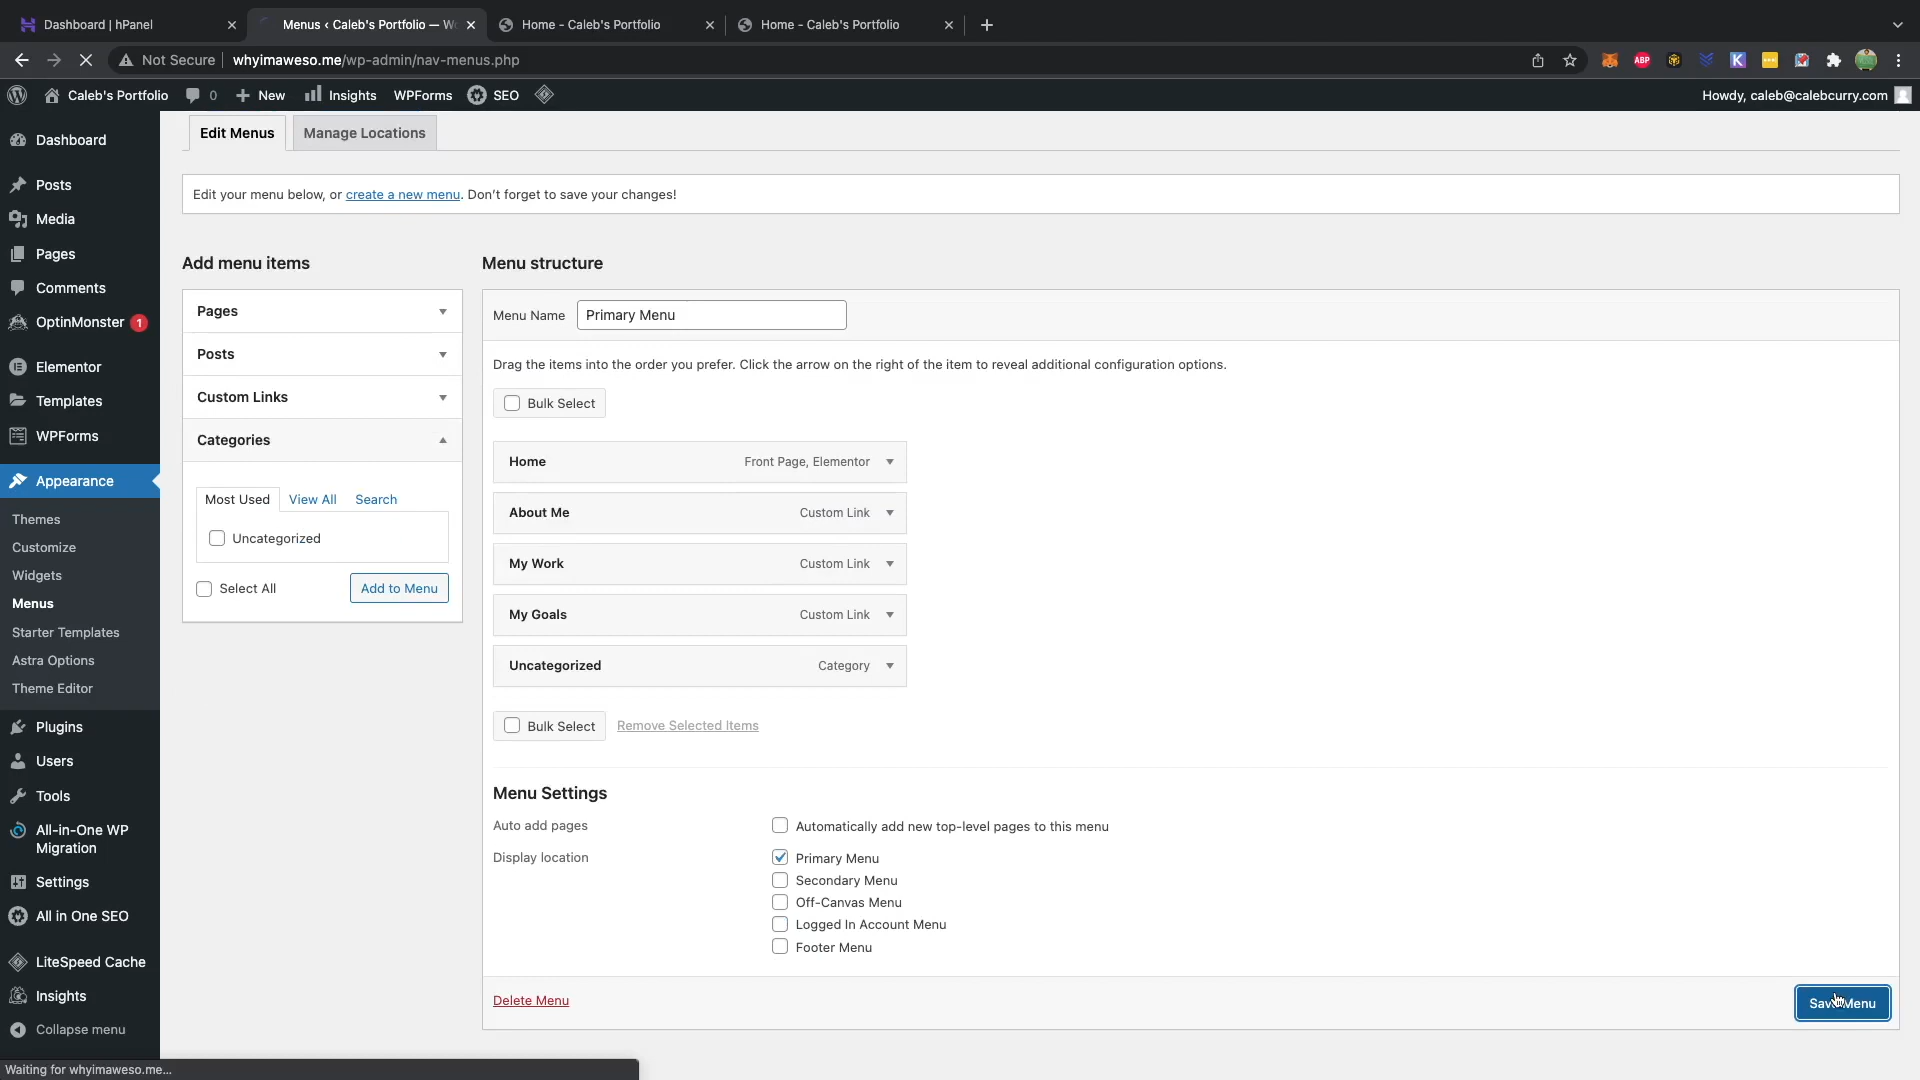 Dashboard | hPanel
Menus ‹ Caleb's Portfolio — Wo
Home - Caleb's Portfolio
Home - Caleb's Portfolio
Not Secure
whyimaweso.me/wp-admin/nav-menus.php
ABP
K
Caleb's Portfolio
0
New
Insights
WPForms
SEO
Howdy, caleb@calebcurry.com
Dashboard
Posts
Media
Pages
Comments
OptinMonster 1
Elementor
Templates
WPForms
Appearance
Themes
Customize
Widgets
Menus
Starter Templates
Astra Options
Theme Editor
Plugins
Users
Tools
All-in-One WP
Migration
Settings
All in One SEO
LiteSpeed Cache
Insights
Collapse menu
Edit Menus
Manage Locations
Edit your menu below, or create a new menu. Don't forget to save your changes!
Add menu items
Pages
Posts
Custom Links
Categories
Most Used
View All
Search
Uncategorized
Select All
Add to Menu
Menu structure
Menu Name
Primary Menu
Drag the items into the order you prefer. Click the arrow on the right of the item to reveal additional configuration options.
Bulk Select
Home
Front Page, Elementor
About Me
Custom Link
My Work
Custom Link
My Goals
Custom Link
Uncategorized
Category
Bulk Select
Remove Selected Items
Menu Settings
Auto add pages
Automatically add new top-level pages to this menu
Display location
Primary Menu
Secondary Menu
Off-Canvas Menu
Logged In Account Menu
Footer Menu
Delete Menu
Save Menu
Waiting for whyimaweso.me...